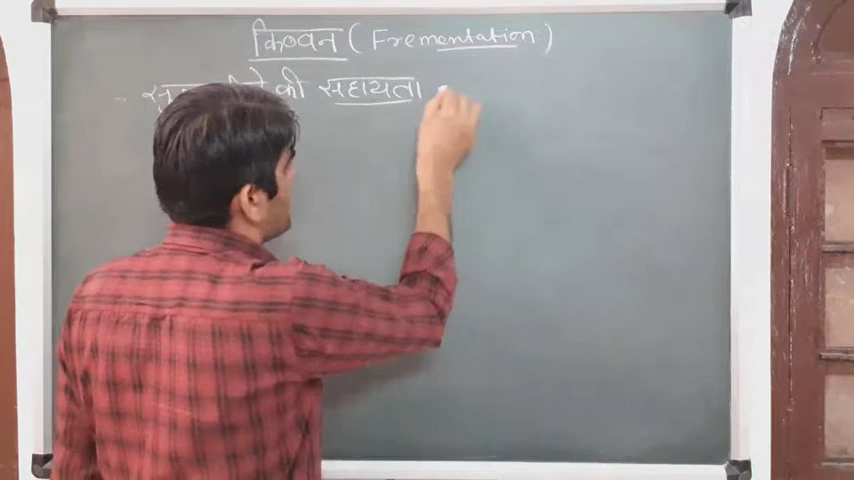 किण्वन ( Frementation )
की सहायता